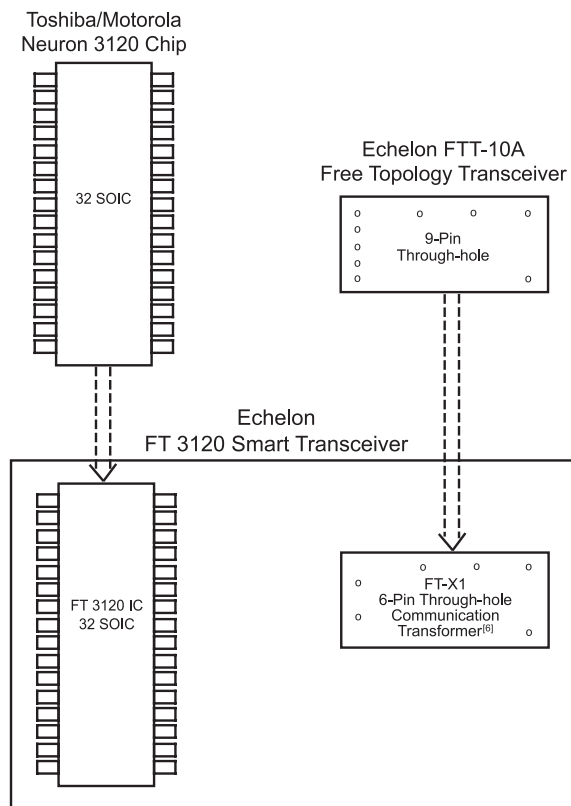 Toshiba/Motorola
Neuron 3120 Chip
32 SOIC
Echelon FTT-10A
Free Topology Transceiver
9-Pin
Through-hole
Echelon
FT 3120 Smart Transceiver
FT 3120 IC
32 SOIC
FT-X1
6-Pin Through-hole
Communication
Transformer[6]